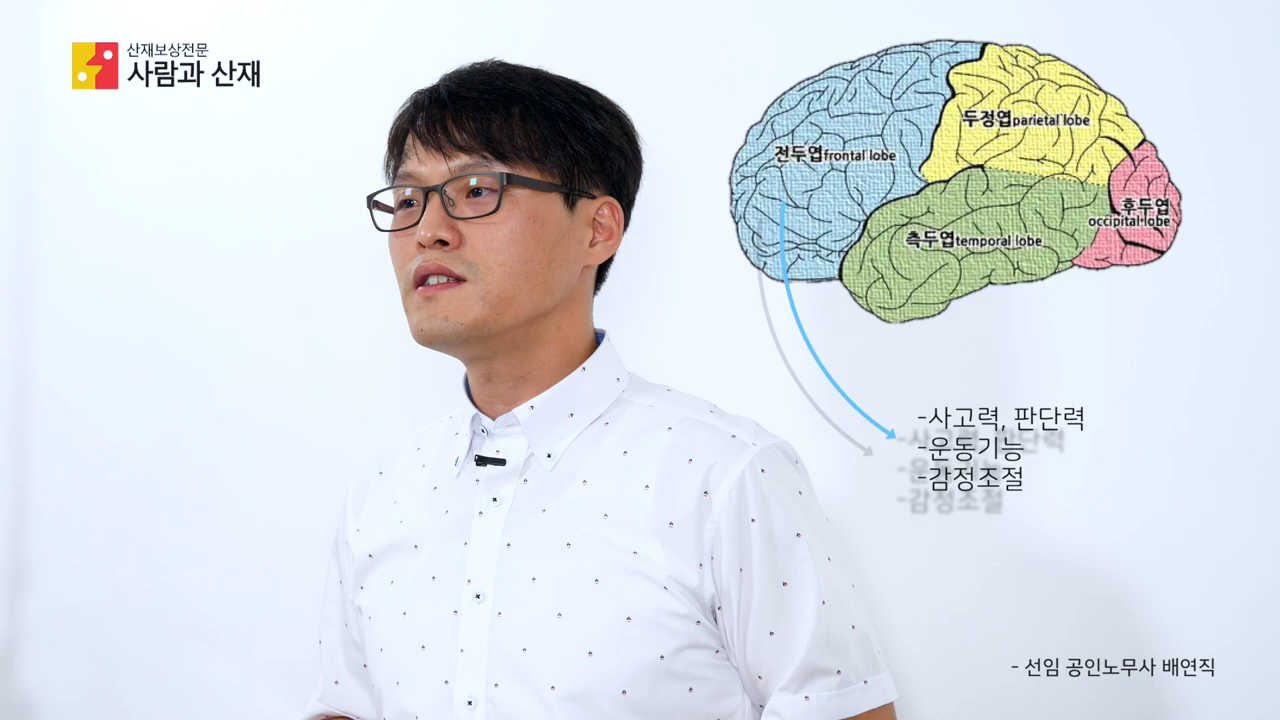 산재보상전문
사람과 산재
두정엽parietal lobe
전두엽frontal lobe
후두엽
occipital lobe
측두엽temporal lobe
-사고력, 판단력
-운동기능
-감정조절
- 선임 공인노무사 배연직